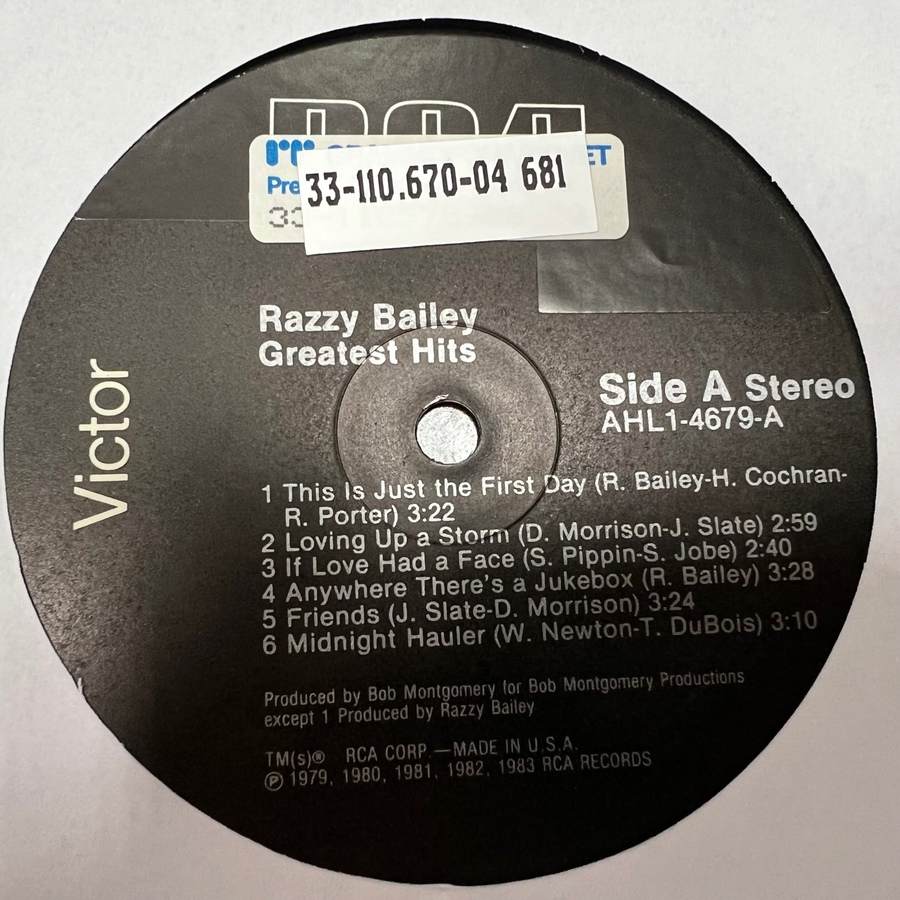 RCA
33-110.670-04 681
Razzy Bailey
Greatest Hits
Victor
Side A Stereo
AHL1-4679-A
1 This Is Just the First Day (R. Bailey-H. Cochran-
R. Porter) 3:22
2 Loving Up a Storm (D. Morrison-J. Slate) 2:59
3 If Love Had a Face (S. Pippin-S. Jobe) 2:40
4 Anywhere There's a Jukebox (R. Bailey) 3:28
5 Friends (J. Slate-D. Morrison) 3:24
6 Midnight Hauler (W. Newton-T. DuBois) 3:10
Produced by Bob Montgomery for Bob Montgomery Productions
except 1 Produced by Razzy Bailey
TM(s)® RCA CORP.—MADE IN U.S.A.
℗ 1979, 1980, 1981, 1982, 1983 RCA RECORDS